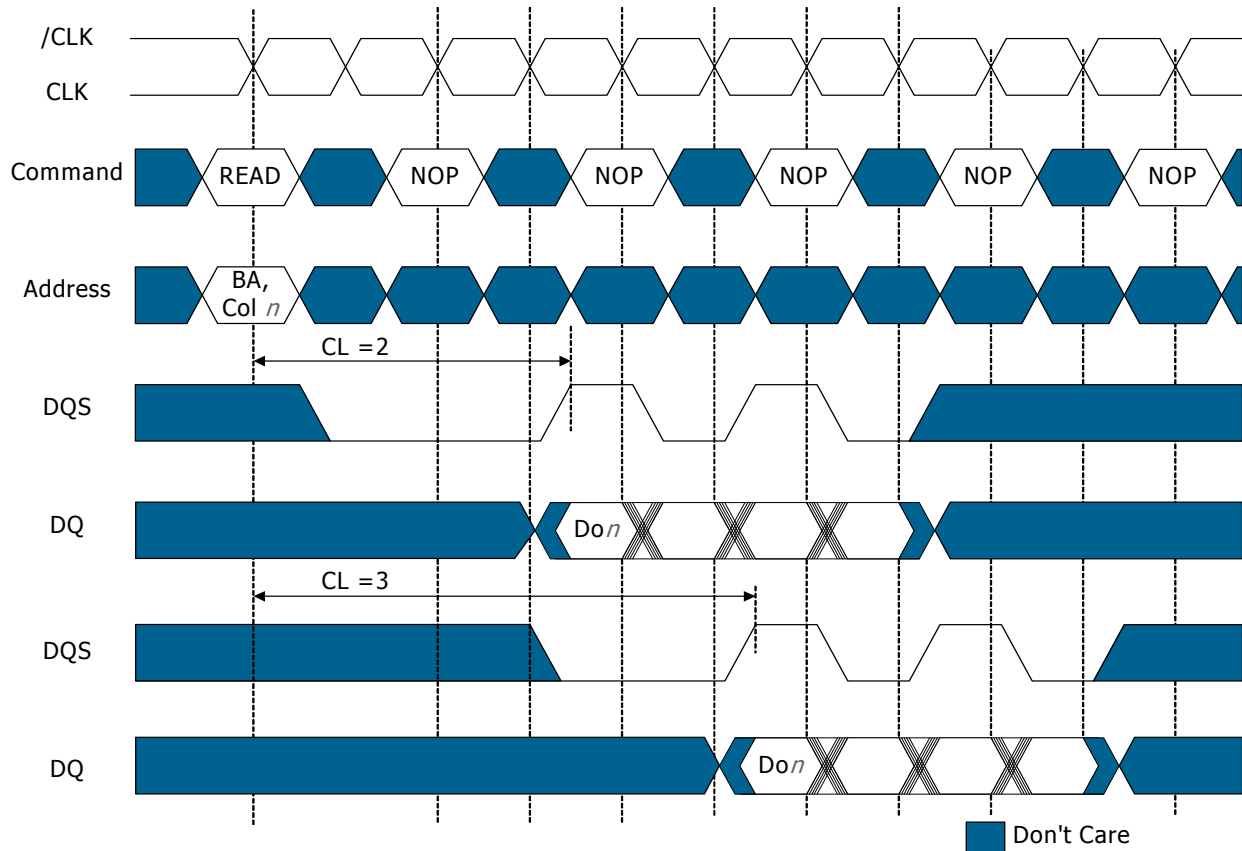 /CLK
CLK
Command
READ
NOP
NOP
NOP
NOP
NOP
Address
BA,
Col n
CL =2
DQS
DQ
Don
CL =3
DQS
DQ
Don
Don't Care